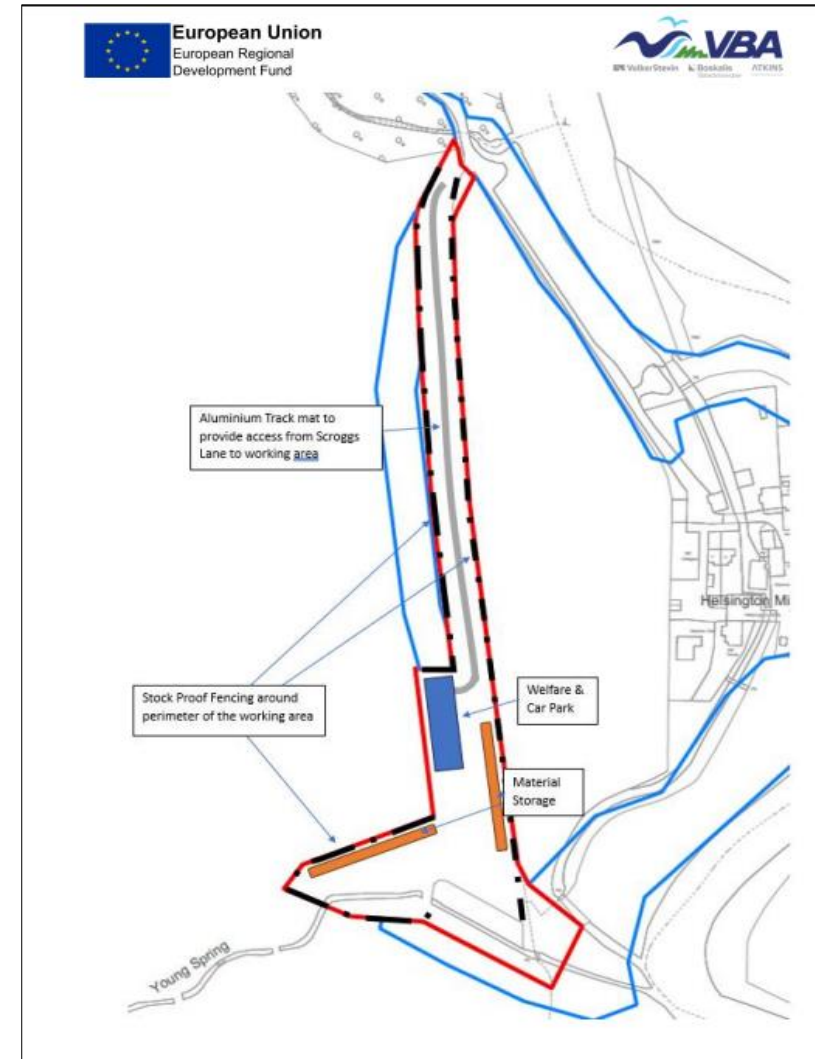 European Union
European Regional
Development Fund
VBA
VolkerStevin Boskalis ATKINS
Aluminium Track mat to
provide access from Scroggs
Lane to working area
Helsington Mi
Stock Proof Fencing around
perimeter of the working area
Welfare &
Car Park
Material
Storage
Young Spring